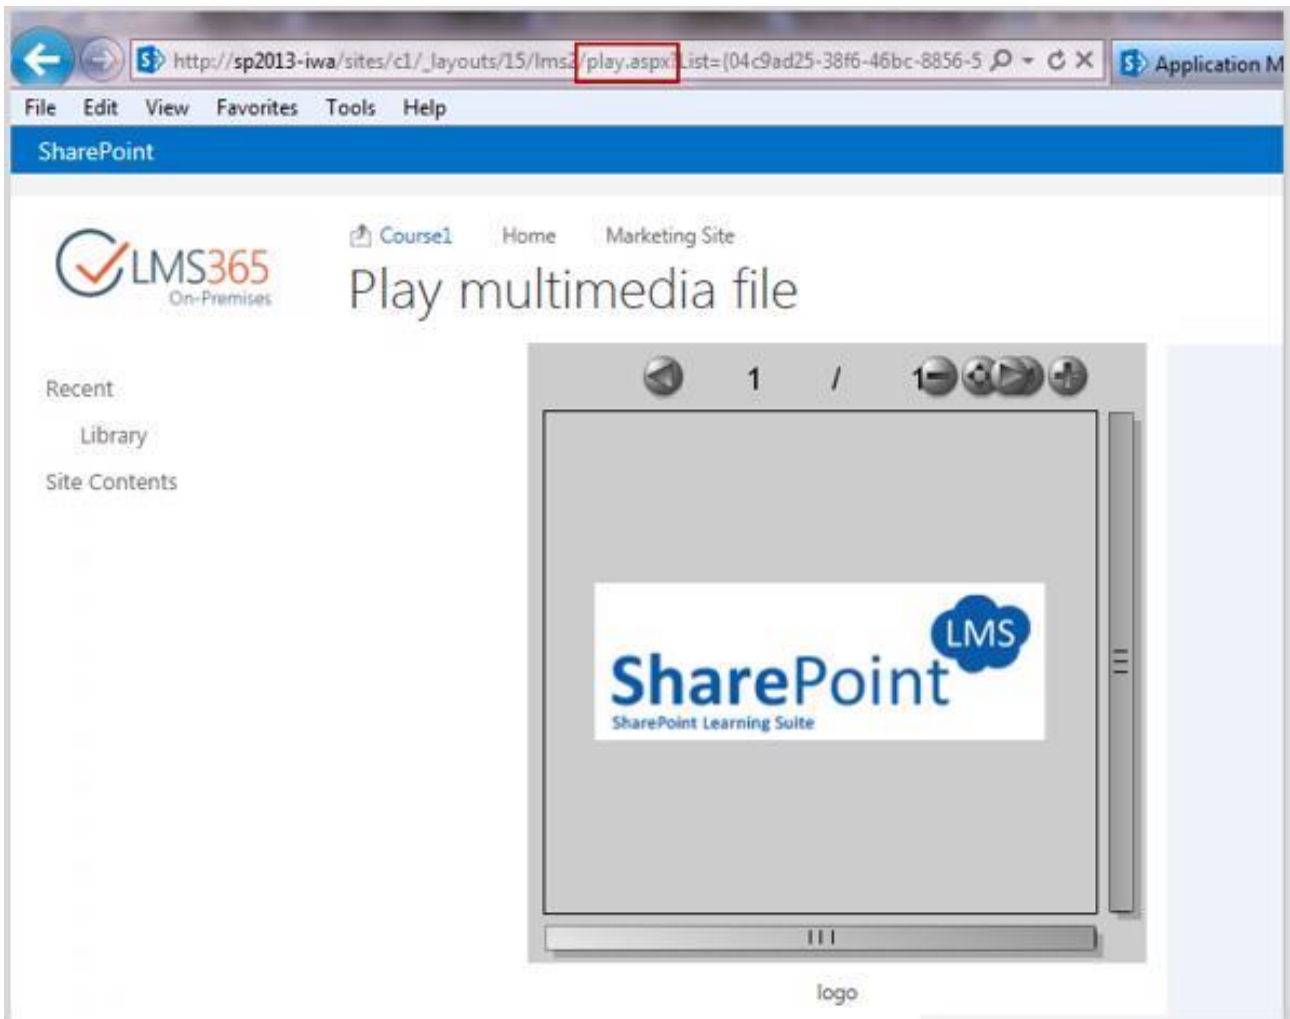 http://sp2013-iwa/sites/c1/_layouts/15/lms2/play.aspx?List={04c9ad25-38f6-46bc-8856-5
Application M
File Edit View Favorites Tools Help
SharePoint
LMS365
On-Premises
Course1 Home Marketing Site
Play multimedia file
Recent
Library
Site Contents
1 / 1
LMS
SharePoint
SharePoint Learning Suite
logo